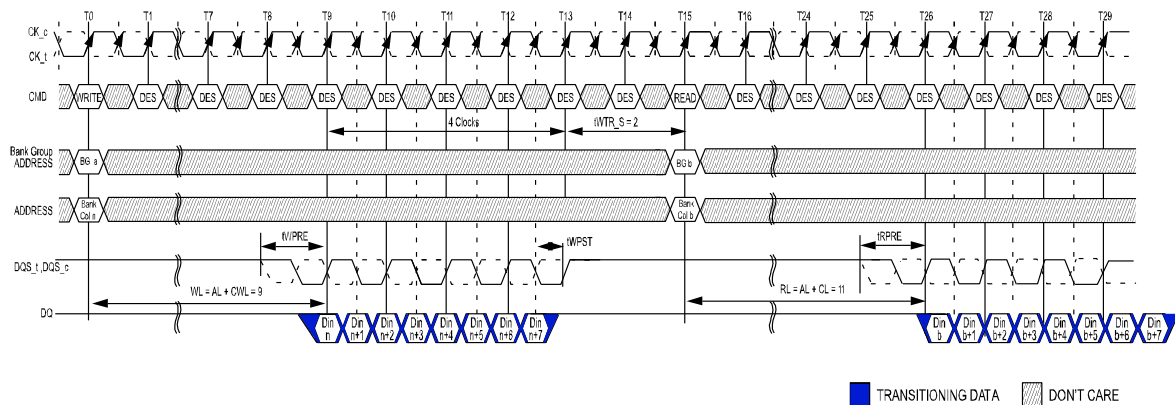 T0 T1 T7 T8 T9 T10 T11 T12 T13 T14 T15 T16 T24 T25 T26 T27 T28 T29
CK_c
CK_t
CMD WRITE DES DES DES DES DES DES DES DES DES READ DES DES DES DES DES DES DES
4 Clocks tWTR_S = 2
Bank Group
ADDRESS BG a BG b
ADDRESS Bank Col n Bank Col b
tWPRE tWPST tRPRE
DQS_t ,DQS_c
WL = AL + CWL = 9 RL = AL + CL = 11
DQ
Din n Din n+1 Din n+2 Din n+3 Din n+4 Din n+5 Din n+6 Din n+7 Din b Din b+1 Din b+2 Din b+3 Din b+4 Din b+5 Din b+6 Din b+7
TRANSITIONING DATA DON'T CARE